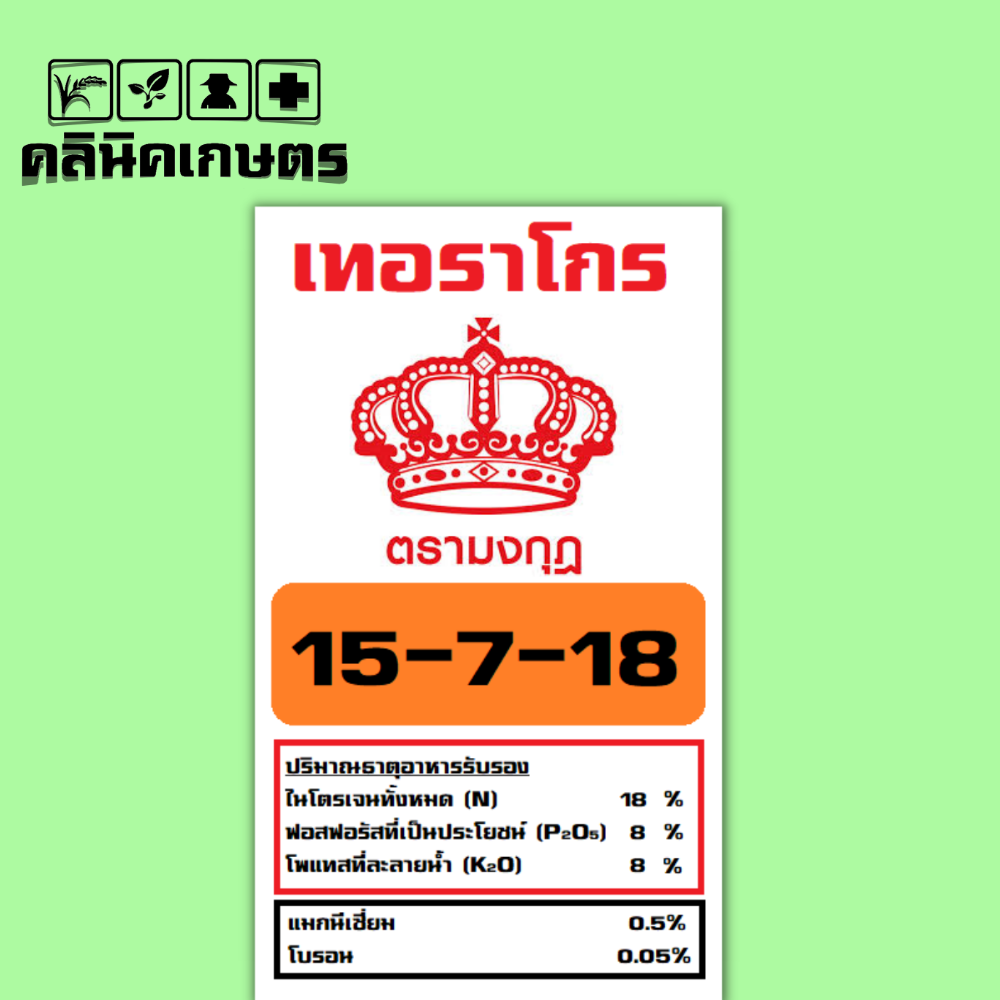 คลินิคเกษตร
เทอราโกร
ตรามงกุฎ
15-7-18
ปริมาณธาตุอาหารรับรอง
ไนโตรเจนทั้งหมด (N) 18 %
ฟอสฟอรัสที่เป็นประโยชน์ (P₂O₅) 8 %
โพแทสที่ละลายน้ำ (K₂O) 8 %
แมกนีเซี่ยม 0.5%
โบรอน 0.05%